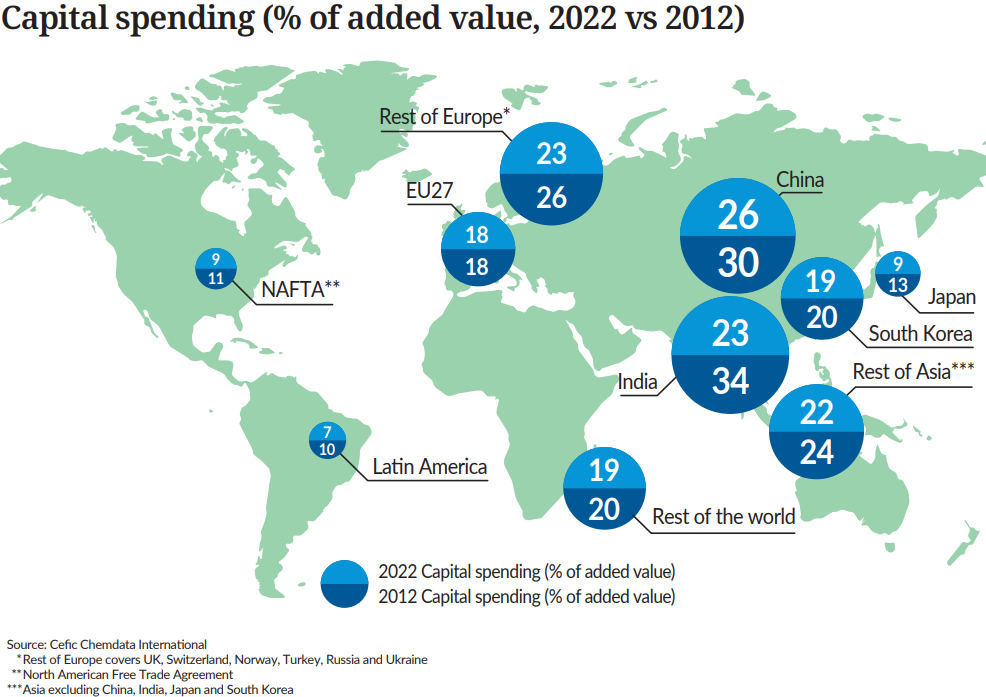 Capital spending (% of added value, 2022 vs 2012)
Rest of Europe*
23
26
EU27
18
18
China
26
30
9
11
NAFTA**
19
20
South Korea
9
13
Japan
India
23
34
Rest of Asia***
22
24
7
10
Latin America
19
20
Rest of the world
2022 Capital spending (% of added value)
2012 Capital spending (% of added value)
Source: Cefic Chemdata International
*Rest of Europe covers UK, Switzerland, Norway, Turkey, Russia and Ukraine
**North American Free Trade Agreement
***Asia excluding China, India, Japan and South Korea